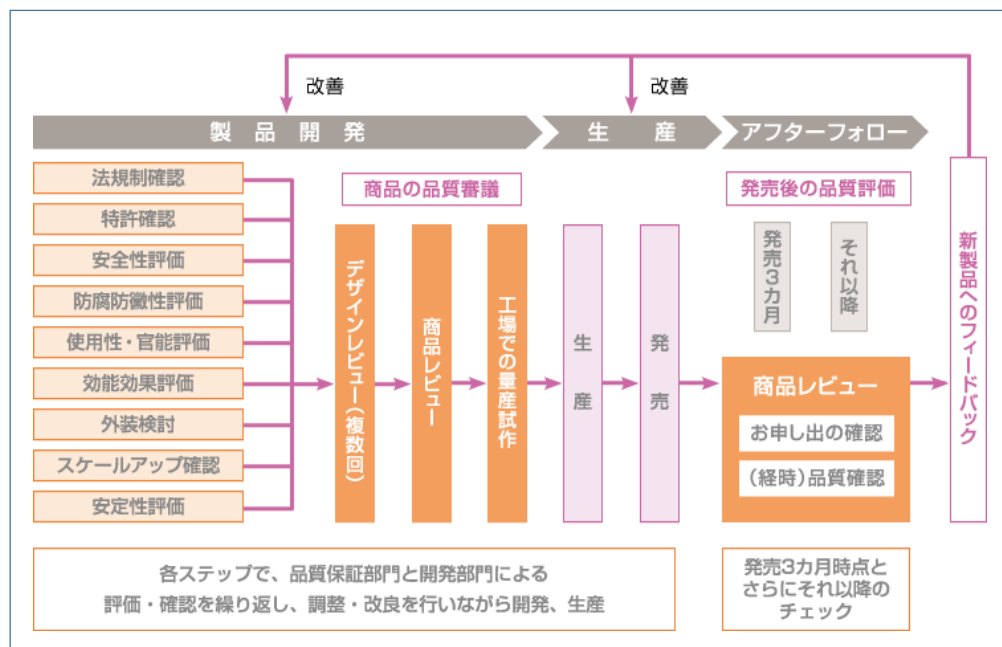 改善
改善
製品開発
生産
アフターフォロー
法規制確認
特許確認
安全性評価
防腐防黴性評価
使用性・官能評価
効能効果評価
外装検討
スケールアップ確認
安定性評価
商品の品質審議
デザインレビュー(複数回)
商品レビュー
工場での量産試作
生産
発売
発売後の品質評価
発売3カ月
それ以降
商品レビュー
お申し出の確認
(経時)品質確認
新製品へのフィードバック
各ステップで、品質保証部門と開発部門による
評価・確認を繰り返し、調整・改良を行いながら開発、生産
発売3カ月時点と
さらにそれ以降の
チェック